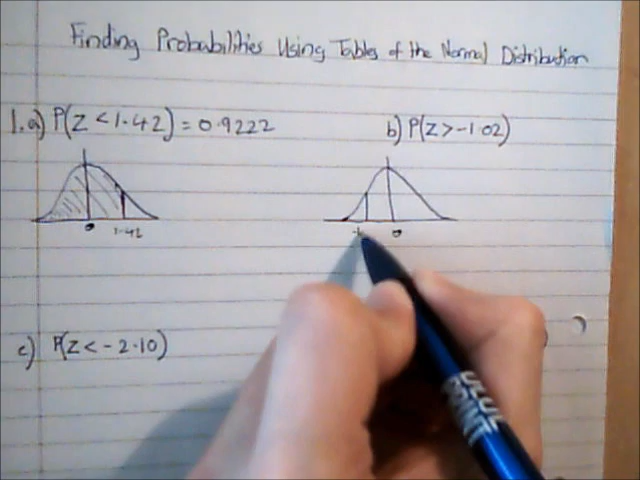 Finding Probabilities Using Tables of the Normal Distribution
1.a) P(Z < 1.42) = 0.9222
b) P(Z > -1.02)
0 1.42
0
c) P(Z < -2.10)